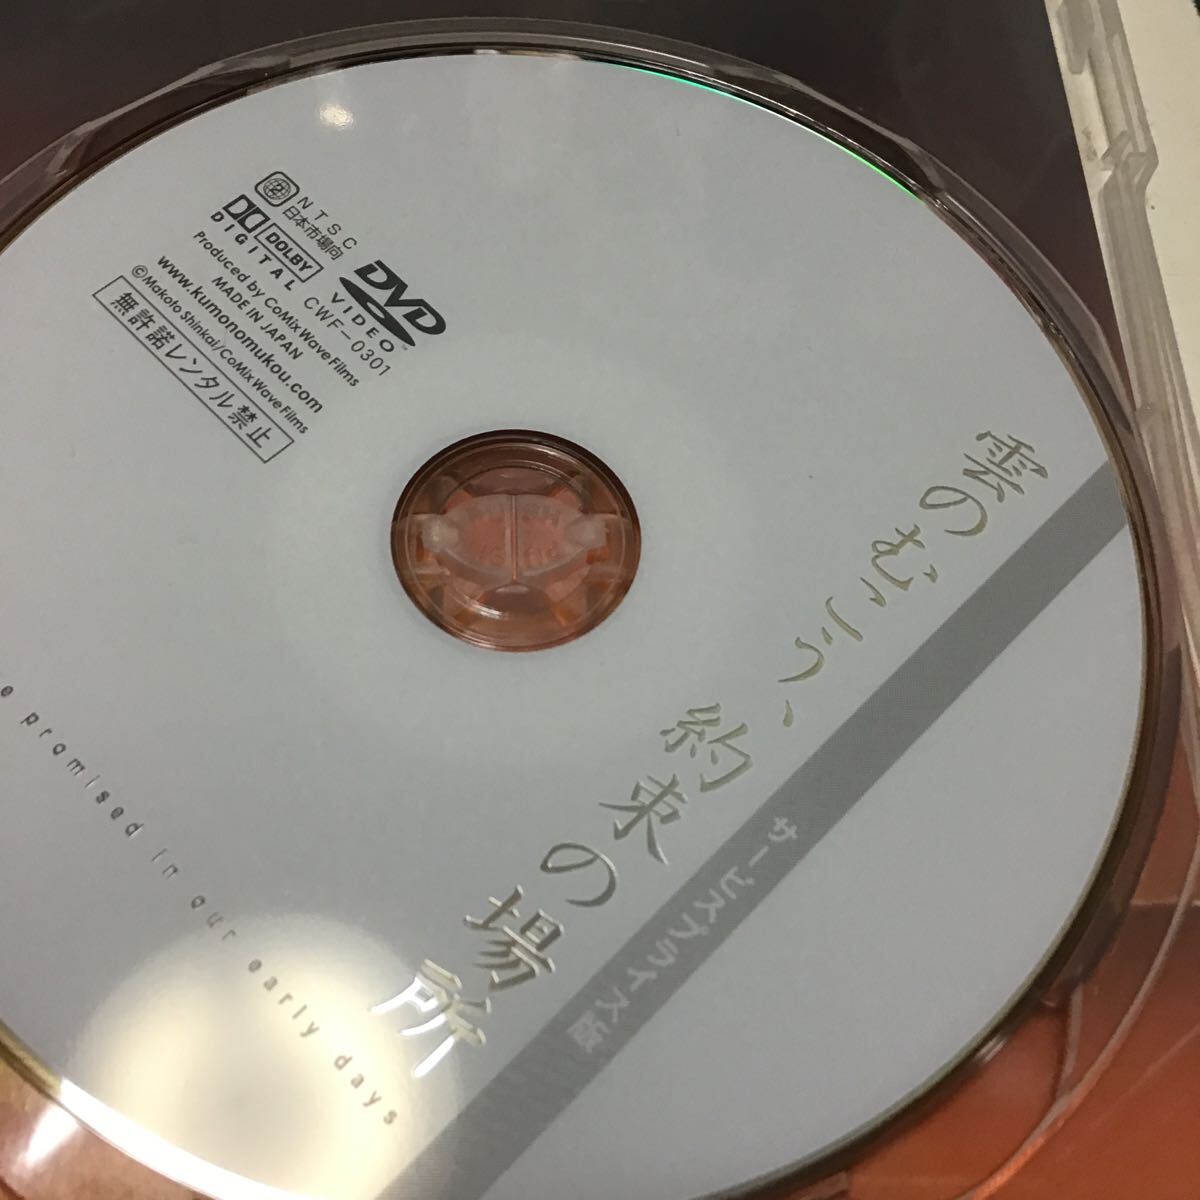 2
NTSC
日本市場向
DOLBY
DIGITAL
DVD
VIDEO™
CWF-0301
Produced by CoMix Wave Films
MADE IN JAPAN
www.kumonomukou.com
©Makoto Shinkai/CoMix Wave Films
無許諾レンタル禁止
雲のむこう、約束の場所
サービスプライス版
promised in our early days